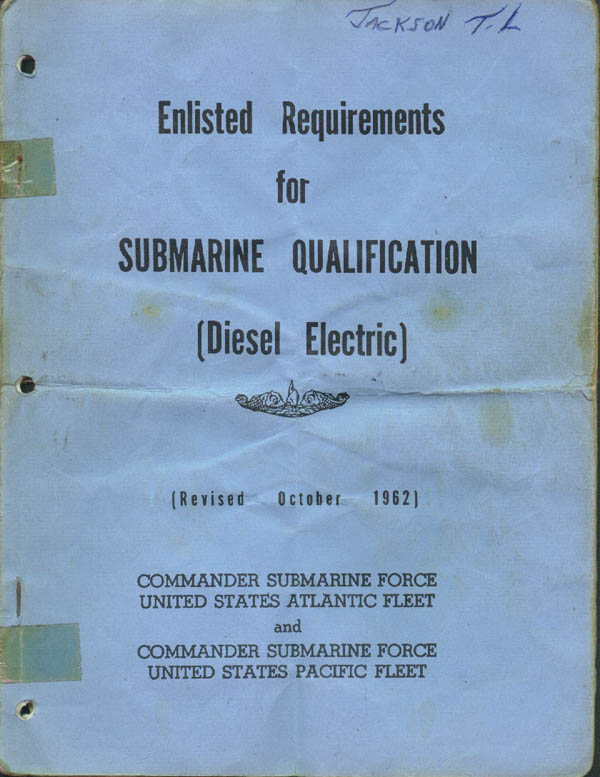 JACKSON T. L
Enlisted Requirements
for
SUBMARINE QUALIFICATION
(Diesel Electric)
(Revised October 1962)
COMMANDER SUBMARINE FORCE
UNITED STATES ATLANTIC FLEET
and
COMMANDER SUBMARINE FORCE
UNITED STATES PACIFIC FLEET